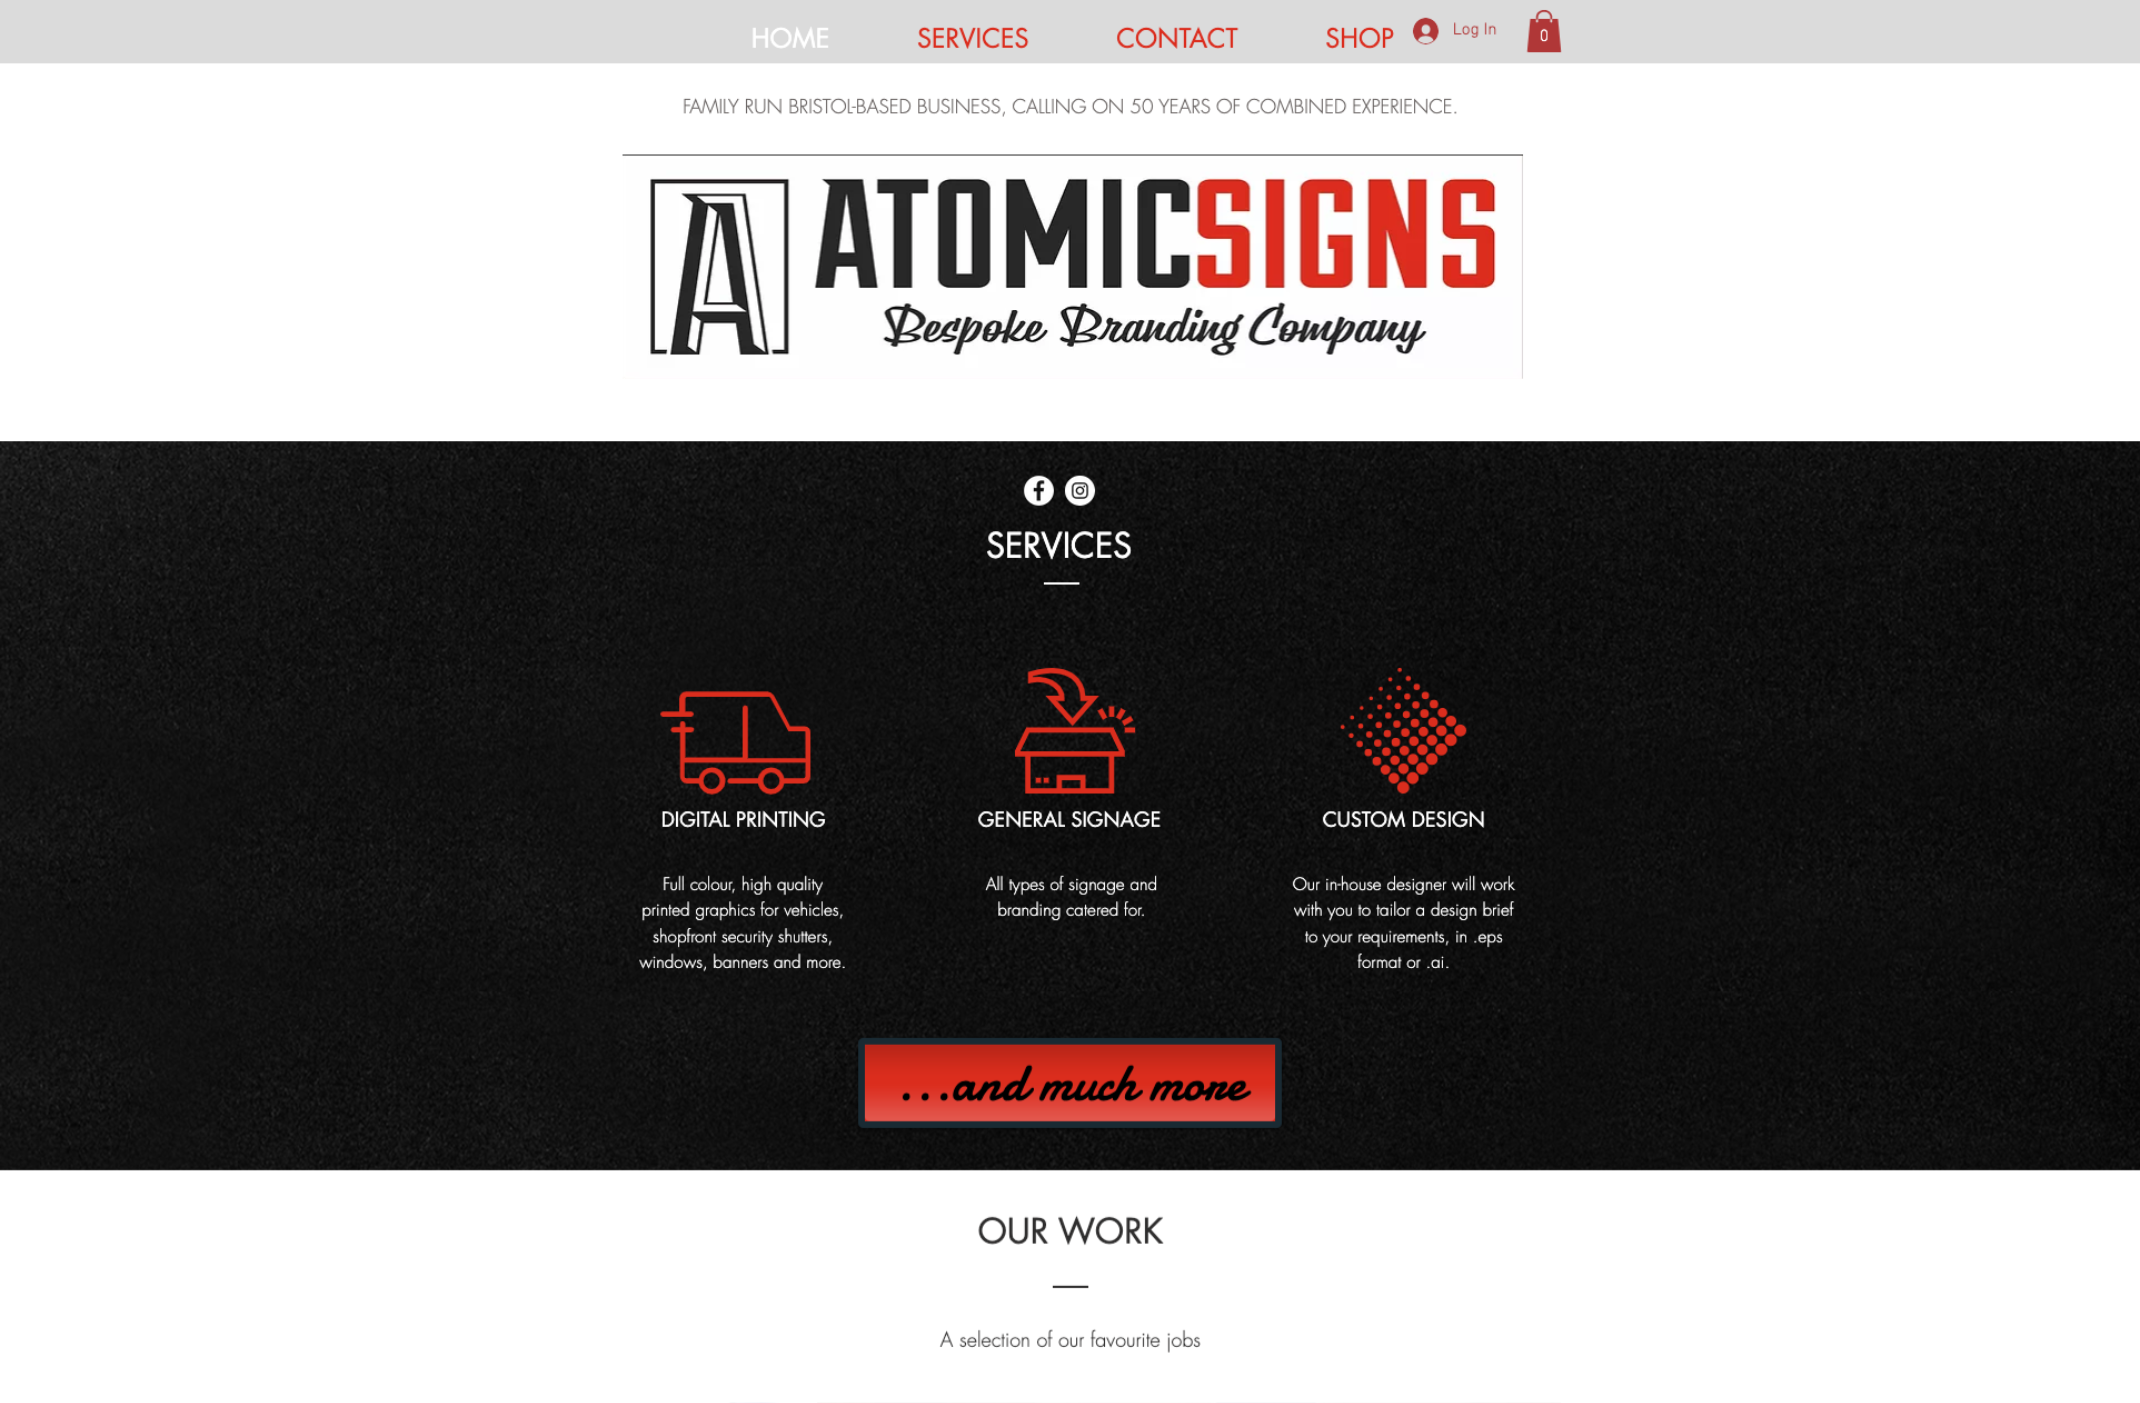 HOME SERVICES CONTACT SHOP Log In 0
FAMILY RUN BRISTOL-BASED BUSINESS, CALLING ON 50 YEARS OF COMBINED EXPERIENCE.
A ATOMICSIGNS
Bespoke Branding Company
SERVICES
DIGITAL PRINTING
Full colour, high quality
printed graphics for vehicles,
shopfront security shutters,
windows, banners and more.
GENERAL SIGNAGE
All types of signage and
branding catered for.
CUSTOM DESIGN
Our in-house designer will work
with you to tailor a design brief
to your requirements, in .eps
format or .ai.
...and much more
OUR WORK
A selection of our favourite jobs